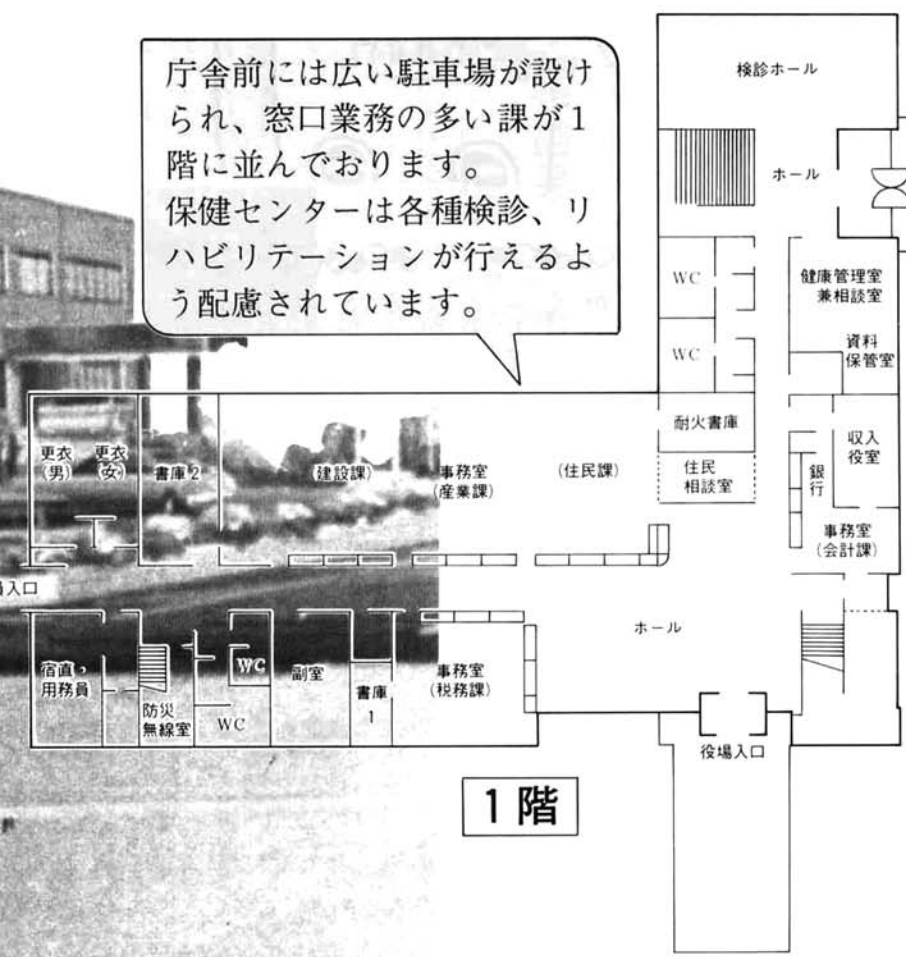 庁舎前には広い駐車場が設け
られ、窓口業務の多い課が1
階に並んでおります。
保健センターは各種検診、リ
ハビリテーションが行えるよ
う配慮されています。
検診ホール
ホール
WC
健康管理室
兼相談室
WC
資料
保管室
耐火書庫
収入
役室
更衣
(男)
更衣
(女)
書庫2
(建設課)
事務室
(産業課)
(住民課)
住民
相談室
銀行
事務室
(会計課)
入口
ホール
宿直・
用務員
防災
無線室
WC
WC
副室
書庫
1
事務室
(税務課)
役場入口
1階